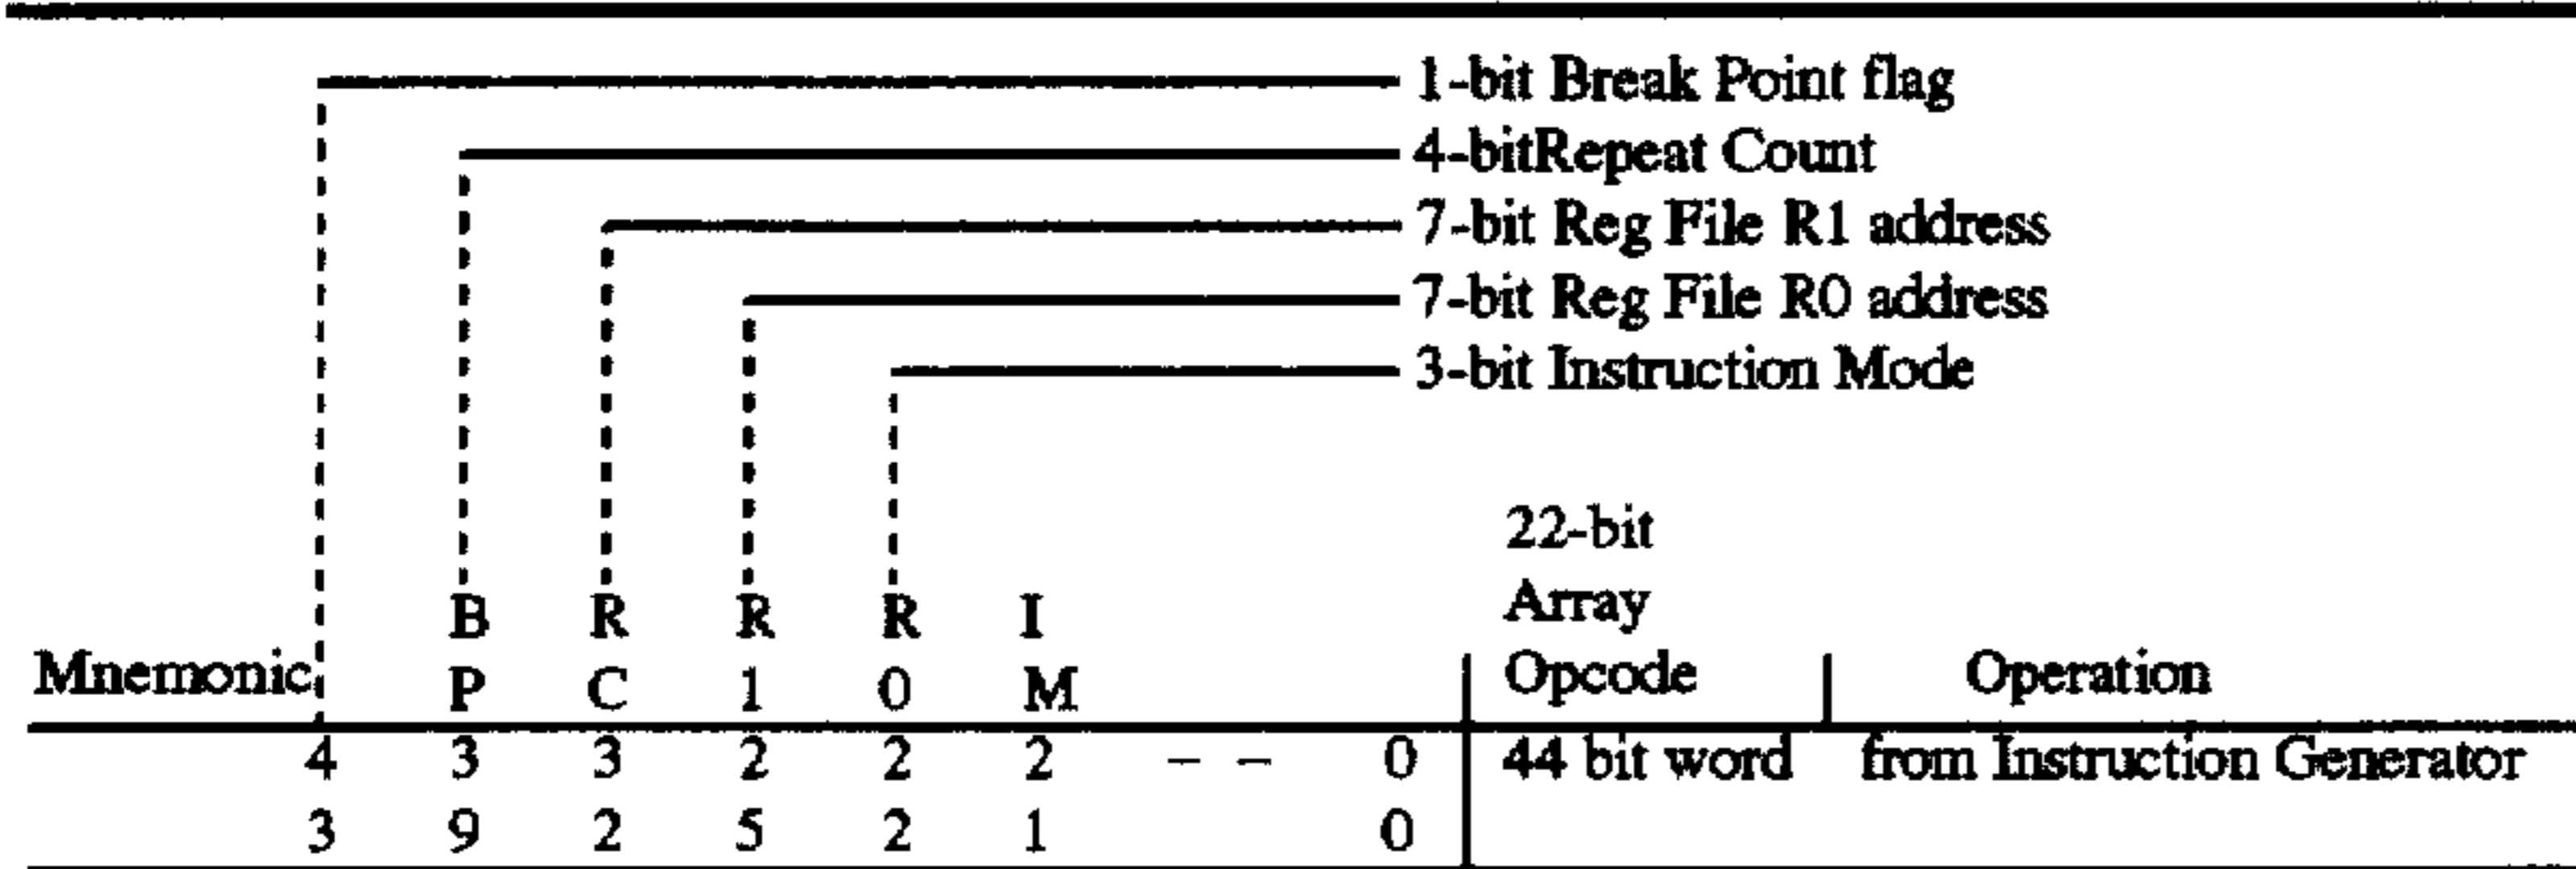 1-bit Break Point flag
4-bitRepeat Count
7-bit Reg File R1 address
7-bit Reg File R0 address
3-bit Instruction Mode
22-bit
B R R R I Array
Mnemonic P C 1 0 M Opcode Operation
4 3 3 2 2 2 – – 0 44 bit word from Instruction Generator
3 9 2 5 2 1 0